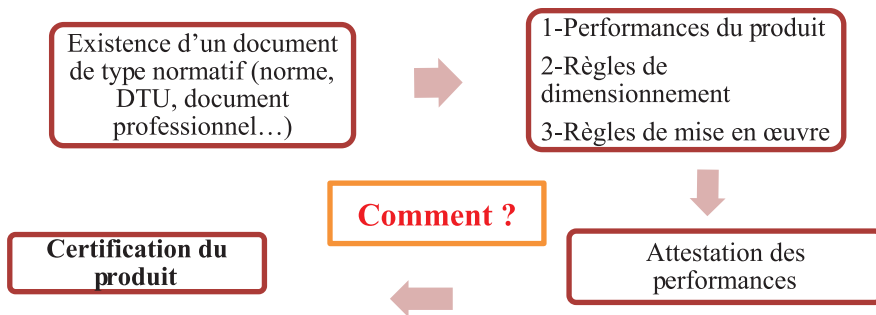 Existence d’un document
de type normatif (norme,
DTU, document
professionnel…)
1-Performances du produit
2-Règles de
dimensionnement
3-Règles de mise en œuvre
Comment ?
Attestation des
performances
Certification du
produit